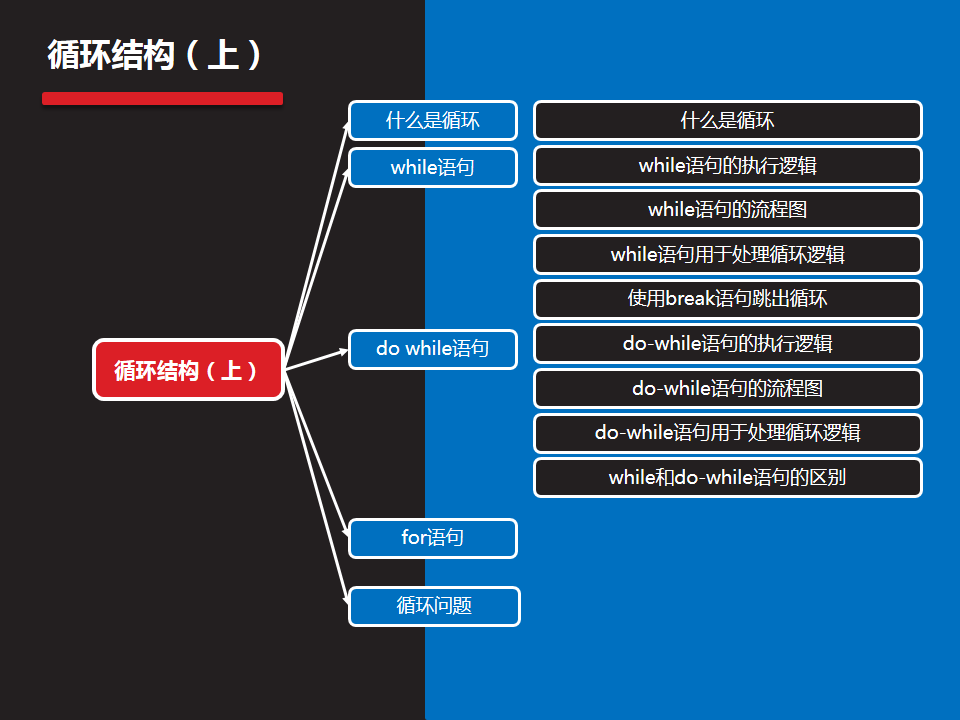 循环结构（上）
什么是循环
什么是循环
while语句
while语句的执行逻辑
while语句的流程图
while语句用于处理循环逻辑
使用break语句跳出循环
do while语句
do-while语句的执行逻辑
循环结构（上）
do-while语句的流程图
do-while语句用于处理循环逻辑
while和do-while语句的区别
for语句
循环问题